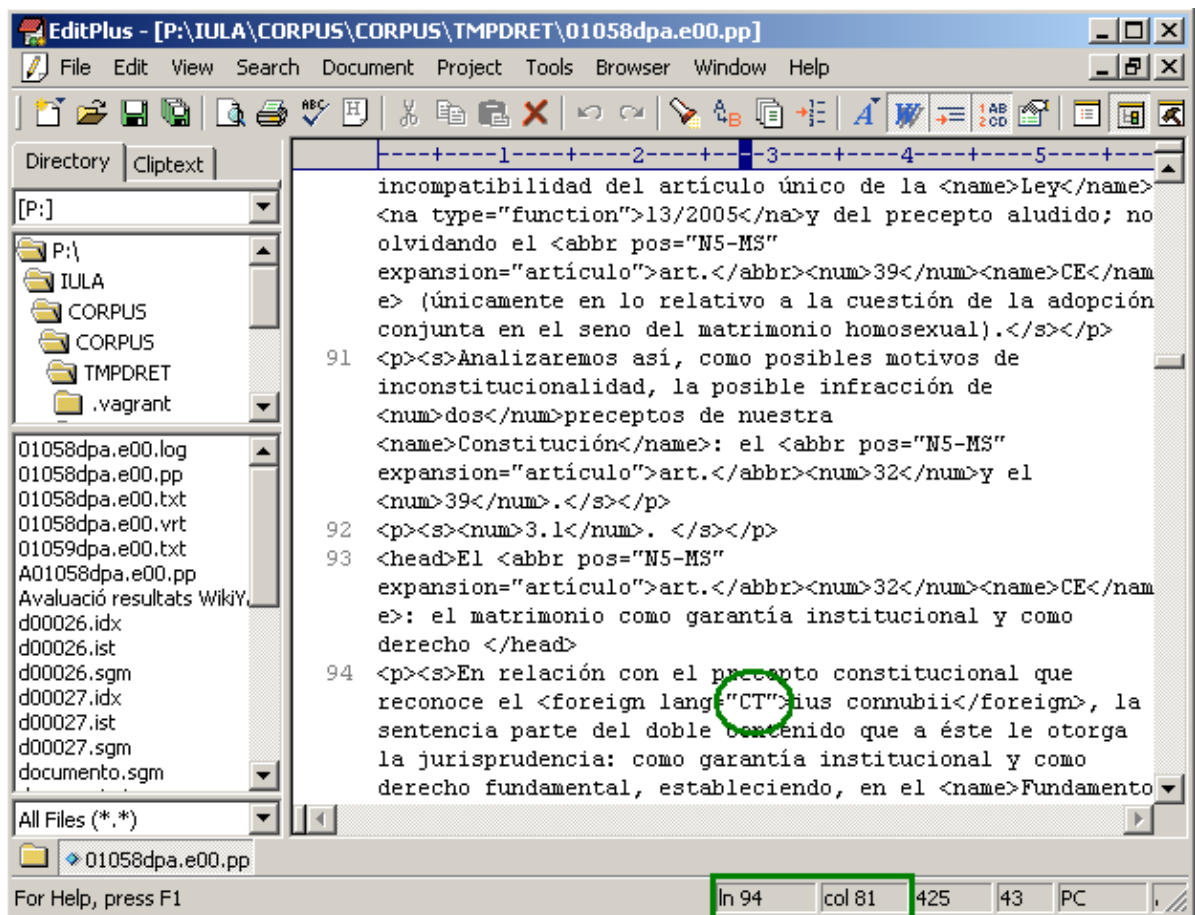 EditPlus - [P:\IULA\CORPUS\CORPUS\TMPDRET\01058dpa.e00.pp]
File Edit View Search Document Project Tools Browser Window Help
Directory Cliptext
[P:]
P:\
IULA
CORPUS
CORPUS
TMPDRET
.vagrant
01058dpa.e00.log
01058dpa.e00.pp
01058dpa.e00.txt
01058dpa.e00.vrt
01059dpa.e00.txt
A01058dpa.e00.pp
Avaluació resultats WikiY
d00026.idx
d00026.ist
d00026.sgm
d00027.idx
d00027.ist
d00027.sgm
documento.sgm
All Files (*.*)
----+----1----+----2----+----3----+----4----+----5----+---
incompatibilidad del artículo único de la <name>Ley</name>
<na type="function">13/2005</na>y del precepto aludido; no
olvidando el <abbr pos="N5-MS"
expansion="artículo">art.</abbr><num>39</num><name>CE</nam
e> (únicamente en lo relativo a la cuestión de la adopción
conjunta en el seno del matrimonio homosexual).</s></p>
91 <p><s>Analizaremos así, como posibles motivos de
inconstitucionalidad, la posible infracción de
<num>dos</num>preceptos de nuestra
<name>Constitución</name>: el <abbr pos="N5-MS"
expansion="artículo">art.</abbr><num>32</num>y el
<num>39</num>.</s></p>
92 <p><s><num>3.1</num>. </s></p>
93 <head>El <abbr pos="N5-MS"
expansion="artículo">art.</abbr><num>32</num><name>CE</nam
e>: el matrimonio como garantía institucional y como
derecho </head>
94 <p><s>En relación con el precepto constitucional que
reconoce el <foreign lang="CT">ius connubii</foreign>, la
sentencia parte del doble contenido que a éste le otorga
la jurisprudencia: como garantía institucional y como
derecho fundamental, estableciendo, en el <name>Fundamento
01058dpa.e00.pp
For Help, press F1 ln 94 col 81 425 43 PC